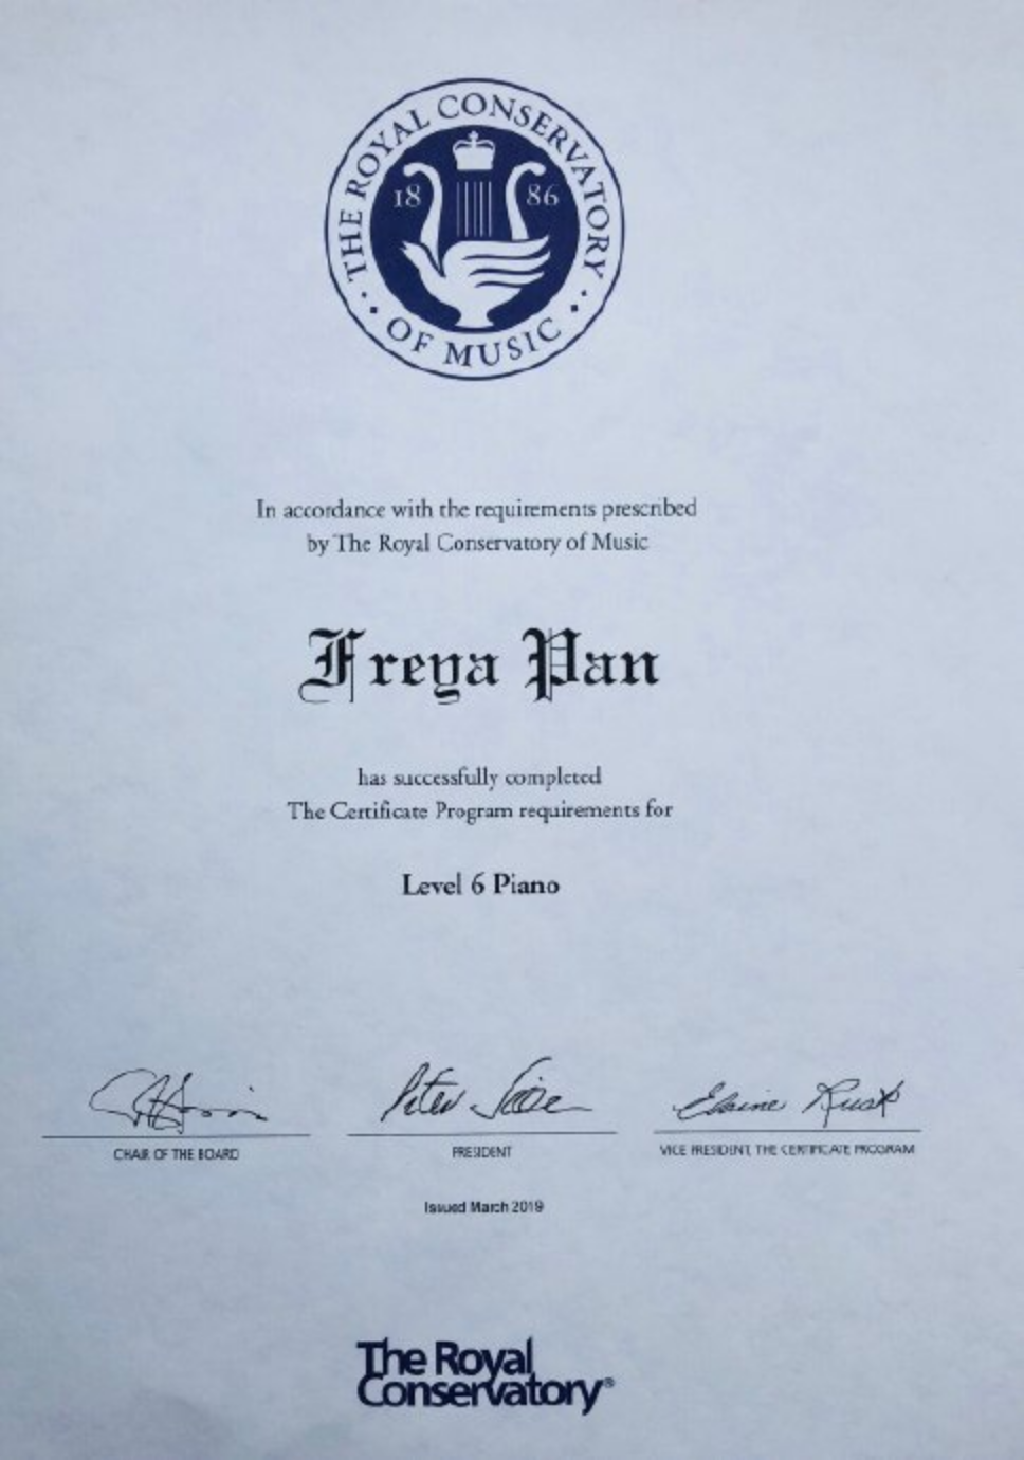 THE ROYAL CONSERVATORY
18 86
OF MUSIC
In accordance with the requirements prescribed
by The Royal Conservatory of Music
Freya Pan
has successfully completed
The Certificate Program requirements for
Level 6 Piano
Peter Simon Elaine Rusk
CHAIR OF THE BOARD PRESIDENT VICE PRESIDENT, THE CERTIFICATE PROGRAM
Issued March 2019
The Royal
Conservatory®